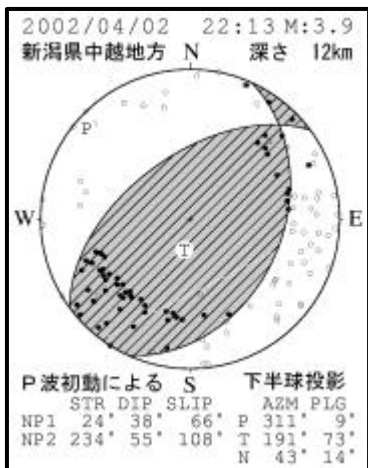 2002/04/02 22:13 M:3.9
新潟県中越地方 N 深さ 12km
P
W E
T
P波初動による S 下半球投影
STR DIP SLIP AZM PLG
NP1 24° 38° 66° P 311° 9°
NP2 234° 55° 108° T 191° 73°
N 43° 14°